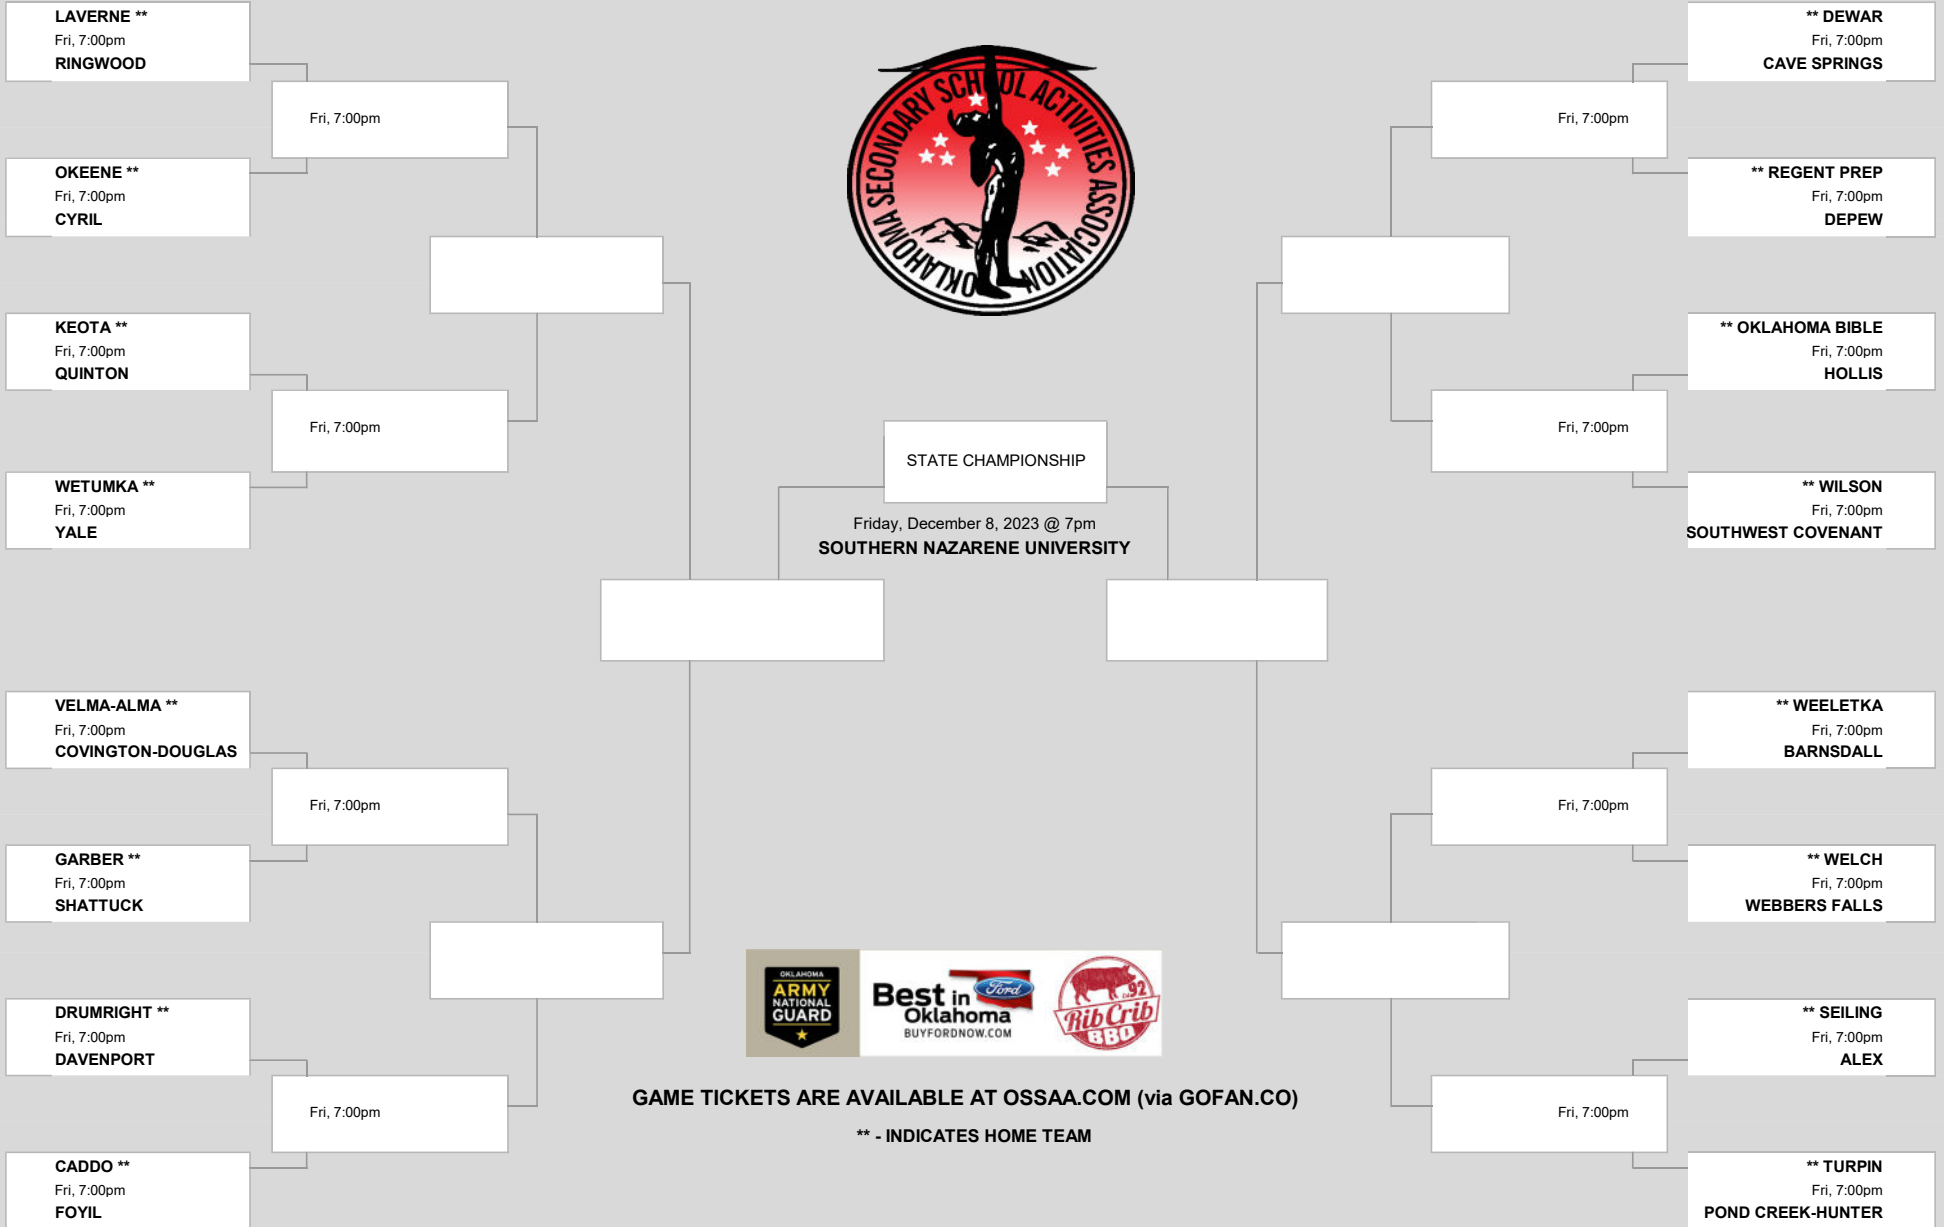 LAVERNE **
Fri, 7:00pm
RINGWOOD
Fri, 7:00pm
OKEENE **
Fri, 7:00pm
CYRIL
KEOTA **
Fri, 7:00pm
QUINTON
Fri, 7:00pm
WETUMKA **
Fri, 7:00pm
YALE
VELMA-ALMA **
Fri, 7:00pm
COVINGTON-DOUGLAS
Fri, 7:00pm
GARBER **
Fri, 7:00pm
SHATTUCK
DRUMRIGHT **
Fri, 7:00pm
DAVENPORT
Fri, 7:00pm
CADDO **
Fri, 7:00pm
FOYIL
OKLAHOMA SECONDARY SCHOOL ACTIVITIES ASSOCIATION
STATE CHAMPIONSHIP
Friday, December 8, 2023 @ 7pm
SOUTHERN NAZARENE UNIVERSITY
OKLAHOMA
ARMY
NATIONAL
GUARD
Best in
Ford
Oklahoma
BUYFORDNOW.COM
92
Rib Crib
BBQ
GAME TICKETS ARE AVAILABLE AT OSSAA.COM (via GOFAN.CO)
** - INDICATES HOME TEAM
** DEWAR
Fri, 7:00pm
CAVE SPRINGS
Fri, 7:00pm
** REGENT PREP
Fri, 7:00pm
DEPEW
** OKLAHOMA BIBLE
Fri, 7:00pm
HOLLIS
Fri, 7:00pm
** WILSON
Fri, 7:00pm
SOUTHWEST COVENANT
** WEELETKA
Fri, 7:00pm
BARNSDALL
Fri, 7:00pm
** WELCH
Fri, 7:00pm
WEBBERS FALLS
** SEILING
Fri, 7:00pm
ALEX
Fri, 7:00pm
** TURPIN
Fri, 7:00pm
POND CREEK-HUNTER